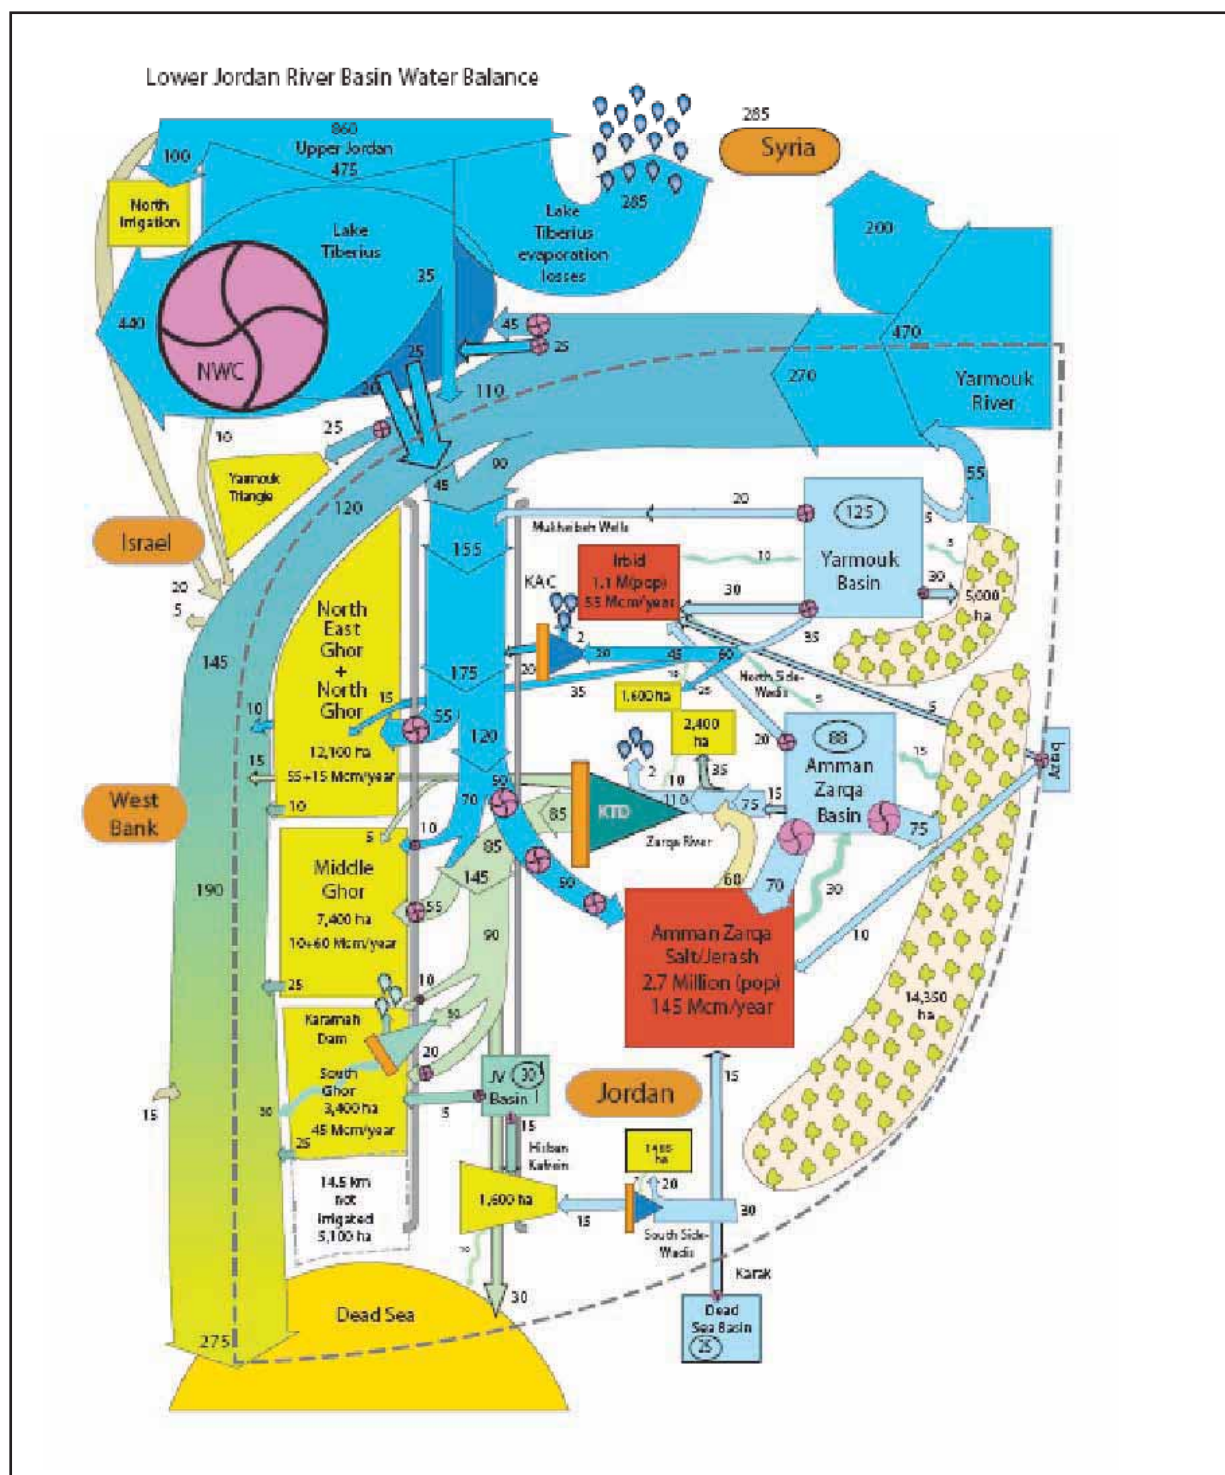 Lower Jordan River Basin Water Balance
285
Syria
860
Upper Jordan
475
100
North
Irrigation
Lake
Tiberius
Lake
Tiberius
evaporation
losses
285
200
35
440
NWC
45
25
25
20
110
470
270
Yarmouk
River
10
25
Yarmouk
Triangle
90
45
55
120
20
125
5
Mukhaibeh Wells
Israel
155
Irbid
1.1 M(pop)
55 Mcm/year
10
Yarmouk
Basin
5
30
5,000
ha
KAC
30
20
5
35
2
North
East
Ghor
+
North
Ghor
20
45
60
145
175
35
North Side-
Wadis
15
1,600 ha
25
5
5
10
55
2,400
ha
20
88
Amman
Zarqa
Basin
15
12,100 ha
120
15
55+15 Mcm/year
2
10
35
15
West
Bank
10
70
KTD
110
75
75
85
5
10
85
Zarqa River
Middle
Ghor
145
50
60
70
190
30
7,400 ha
55
10+60 Mcm/year
90
10
Amman Zarqa
Salt/Jerash
2.7 Million (pop)
145 Mcm/year
25
10
14,350
ha
Karamah
Dam
20
JV
Basin
30
Jordan
15
South
Ghor
3,400 ha
45 Mcm/year
15
5
15
25
Hisban
Kafrein
20
14.5 km
not
irrigated
5,100 ha
1,600 ha
15
30
South Side-
Wadis
Karak
30
Dead Sea
Dead
Sea Basin
25
275